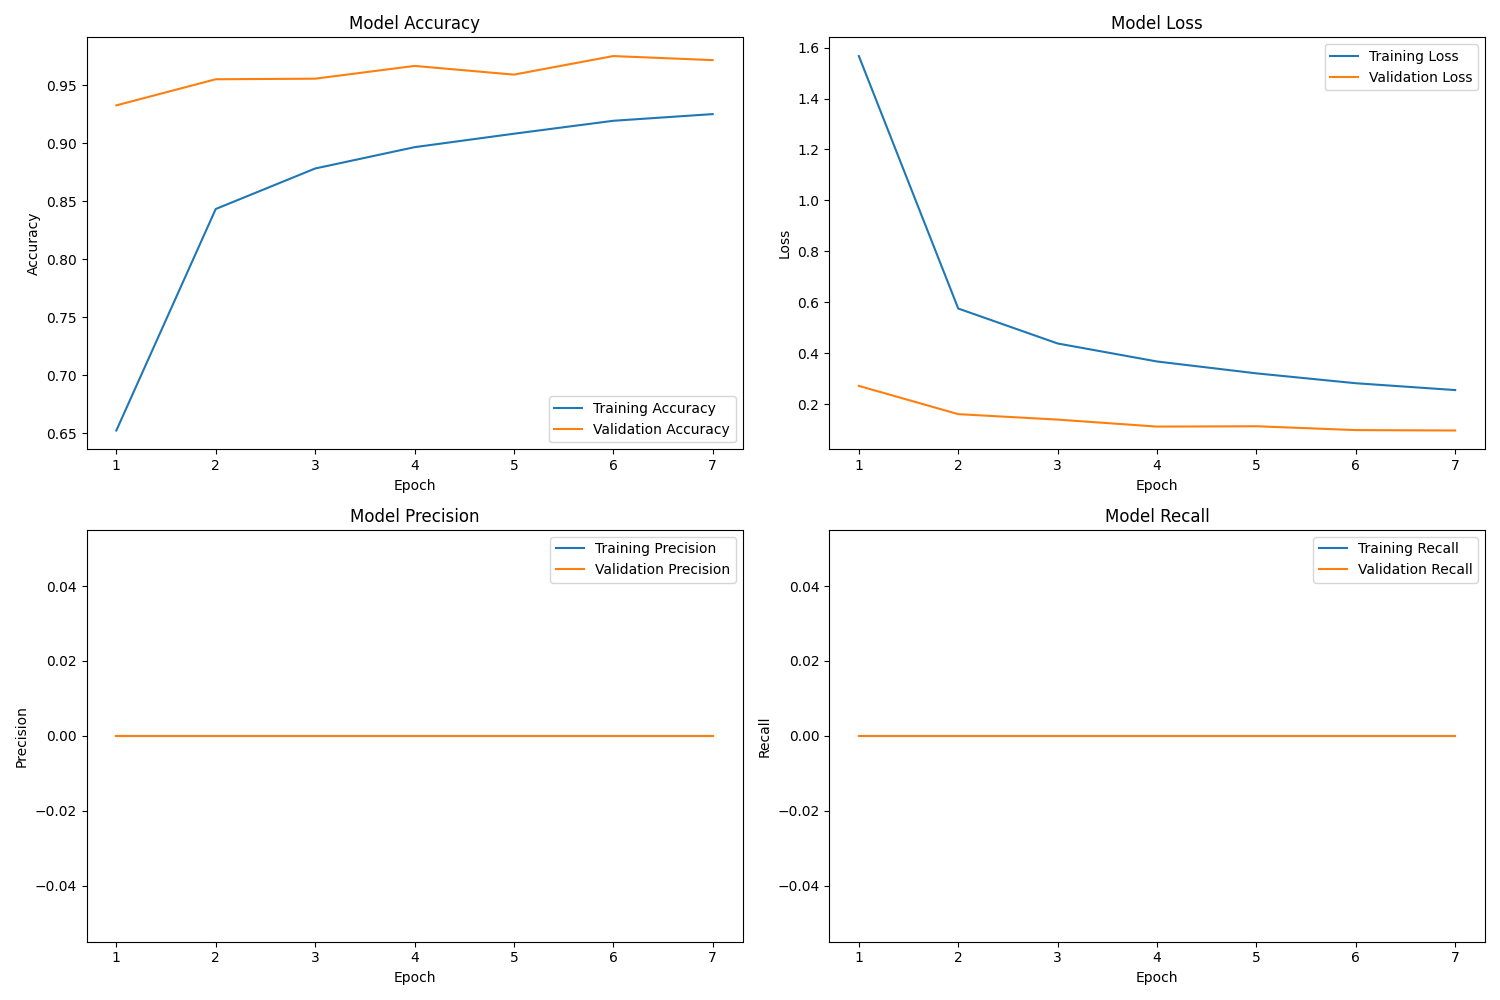 Model Accuracy
Accuracy
0.95
0.90
0.85
0.80
0.75
0.70
0.65
Training Accuracy
Validation Accuracy
1 2 3 4 5 6 7
Epoch
Model Loss
Loss
1.6
1.4
1.2
1.0
0.8
0.6
0.4
0.2
Training Loss
Validation Loss
1 2 3 4 5 6 7
Epoch
Model Precision
Precision
0.04
0.02
0.00
−0.02
−0.04
Training Precision
Validation Precision
1 2 3 4 5 6 7
Epoch
Model Recall
Recall
0.04
0.02
0.00
−0.02
−0.04
Training Recall
Validation Recall
1 2 3 4 5 6 7
Epoch